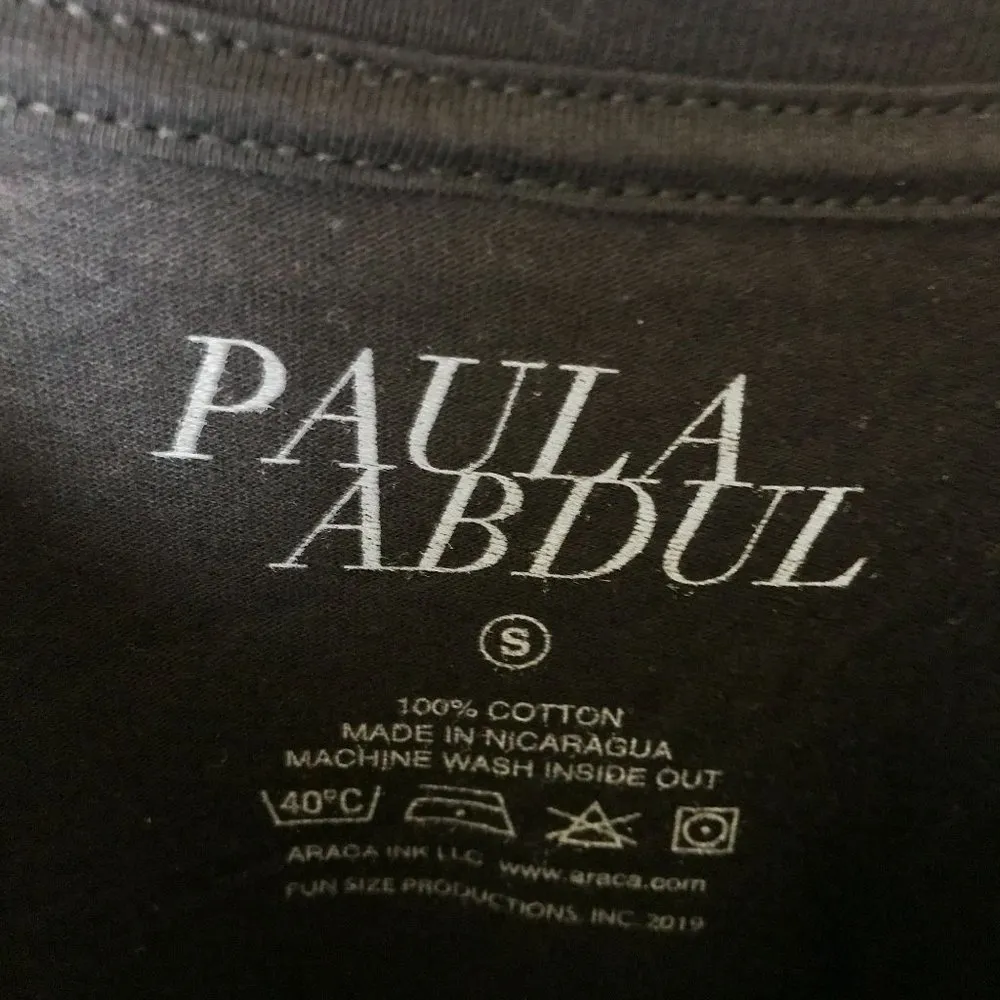 PAULA
ABDUL
S
100% COTTON
MADE IN NICARAGUA
MACHINE WASH INSIDE OUT
40°C
ARACA INK LLC www.araca.com
FUN SIZE PRODUCTIONS, INC. 2019